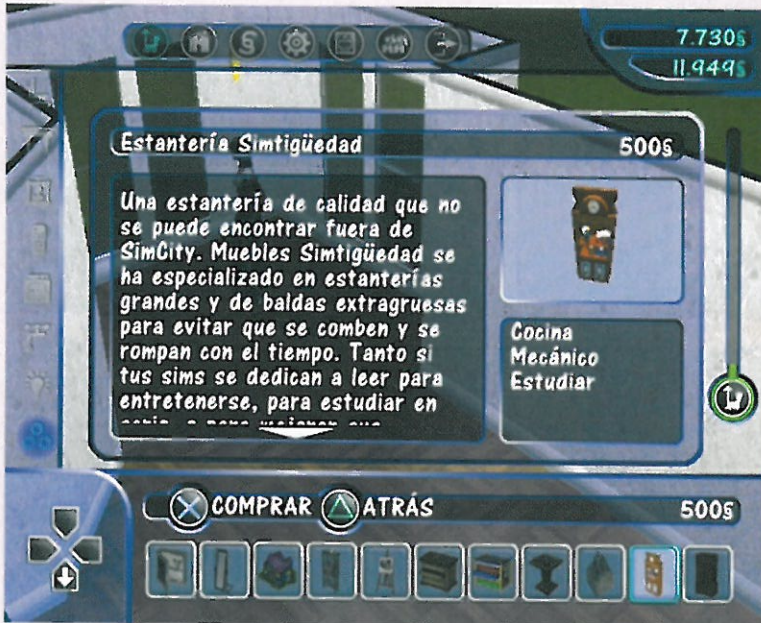 7.730§
11.949§
Estantería Simtigüedad 500§
Una estantería de calidad que no
se puede encontrar fuera de
SimCity. Muebles Simtigüedad se
ha especializado en estanterías
grandes y de baldas extragruesas
para evitar que se comben y se
rompan con el tiempo. Tanto si
tus sims se dedican a leer para
entretenerse, para estudiar en
Cocina
Mecánico
Estudiar
COMPRAR ATRÁS 500§